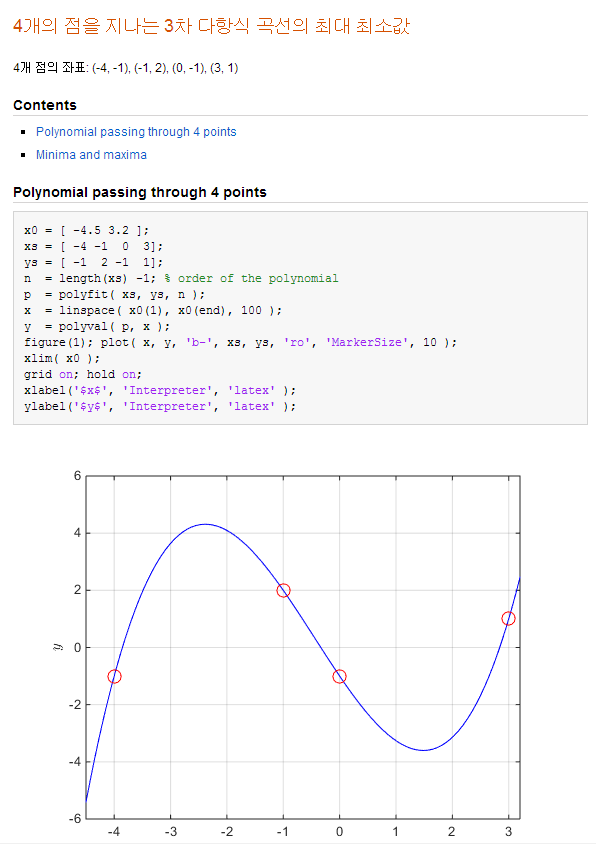 4개의 점을 지나는 3차 다항식 곡선의 최대 최소값
4개 점의 좌표: (-4, -1), (-1, 2), (0, -1), (3, 1)
Contents
Polynomial passing through 4 points
Minima and maxima
Polynomial passing through 4 points
x0 = [ -4.5 3.2 ];
xs = [ -4 -1  0  3];
ys = [ -1  2 -1  1];
n  = length(xs) -1; % order of the polynomial
p  = polyfit( xs, ys, n );
x  = linspace( x0(1), x0(end), 100 );
y  = polyval( p, x );
figure(1); plot( x, y, 'b-', xs, ys, 'ro', 'MarkerSize', 10 );
xlim( x0 );
grid on; hold on;
xlabel('$x$', 'Interpreter', 'latex' );
ylabel('$y$', 'Interpreter', 'latex' );
6
4
2
0
-2
-4
-6
y
-4 -3 -2 -1 0 1 2 3